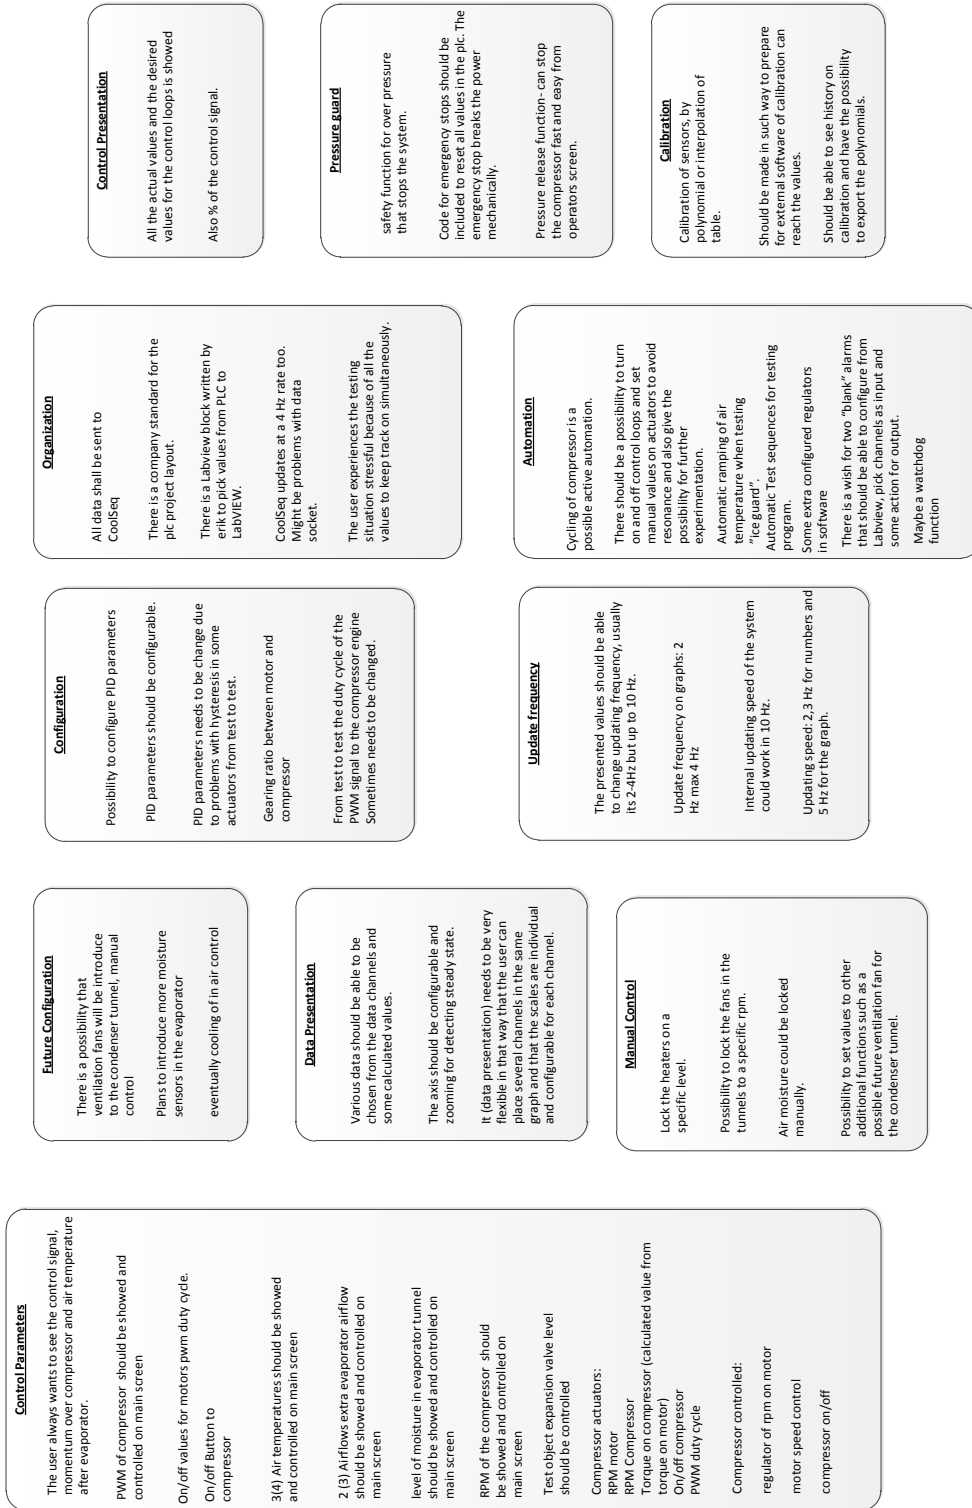 Control Parameters
The user always wants to see the control signal,
momentum over compressor and air temperature
after evaporator.
PWM of compressor should be showed and
controlled on main screen
On/off values for motors pwm duty cycle.
On/off Button to
compressor
3(4) Air temperatures should be showed
and controlled on main screen
2 (3) Airflows extra evaporator airflow
should be showed and controlled on
main screen
level of moisture in evaporator tunnel
should be showed and controlled on
main screen
RPM of the compressor should
be showed and controlled on
main screen
Test object expansion valve level
should be controlled
Compressor actuators:
RPM motor
RPM Compressor
Torque on compressor (calculated value from
torque on motor)
On/off compressor
PWM duty cycle
Compressor controlled:
regulator of rpm on motor
motor speed control
compressor on/off
Future Configuration
There is a possibility that
ventilation fans will be introduce
to the condenser tunnel, manual
control
Plans to introduce more moisture
sensors in the evaporator
eventually cooling of in air control
Data Presentation
Various data should be able to be
chosen from the data channels and
some calculated values.
The axis should be configurable and
zooming for detecting steady state.
It (data presentation) needs to be very
flexible in that way that the user can
place several channels in the same
graph and that the scales are individual
and configurable for each channel.
Manual Control
Lock the heaters on a
specific level.
Possibility to lock the fans in the
tunnels to a specific rpm.
Air moisture could be locked
manually.
Possibility to set values to other
additional functions such as a
possible future ventilation fan for
the condenser tunnel.
Configuration
Possibility to configure PID parameters
PID parameters should be configurable.
PID parameters needs to be change due
to problems with hysteresis in some
actuators from test to test.
Gearing ratio between motor and
compressor
From test to test the duty cycle of the
PWM signal to the compressor engine
Sometimes needs to be changed.
Update frequency
The presented values should be able
to change updating frequency, usually
its 2-4Hz but up to 10 Hz.
Update frequency on graphs: 2
Hz max 4 Hz
Internal updating speed of the system
could work in 10 Hz.
Updating speed: 2,3 Hz for numbers and
5 Hz for the graph.
Organization
All data shall be sent to
CoolSeq
There is a company standard for the
plc project layout.
There is a Labview block written by
erik to pick values from PLC to
LabVIEW.
CoolSeq updates at a 4 Hz rate too.
Might be problems with data
socket.
The user experiences the testing
situation stressful because of all the
values to keep track on simultaneously.
Automation
Cycling of compressor is a
possible active automation.
There should be a possibility to turn
on and off control loops and set
manual values on actuators to avoid
resonance and also give the
possibility for further
experimentation.
Automatic ramping of air
temperature when testing
"ice guard".
Automatic Test sequences for testing
program.
Some extra configured regulators
in software
There is a wish for two "blank" alarms
that should be able to configure from
Labview, pick channels as input and
some action for output.
Maybe a watchdog
function
Control Presentation
All the actual values and the desired
values for the control loops is showed
Also % of the control signal.
Pressure guard
safety function for over pressure
that stops the system.
Code for emergency stops should be
included to reset all values in the plc. The
emergency stop breaks the power
mechanically.
Pressure release function- can stop
the compressor fast and easy from
operators screen.
Calibration
Calibration of sensors, by
polynomial or interpolation of
table.
Should be made in such way to prepare
for external software of calibration can
reach the values.
Should be able to see history on
calibration and have the possibility
to export the polynomials.